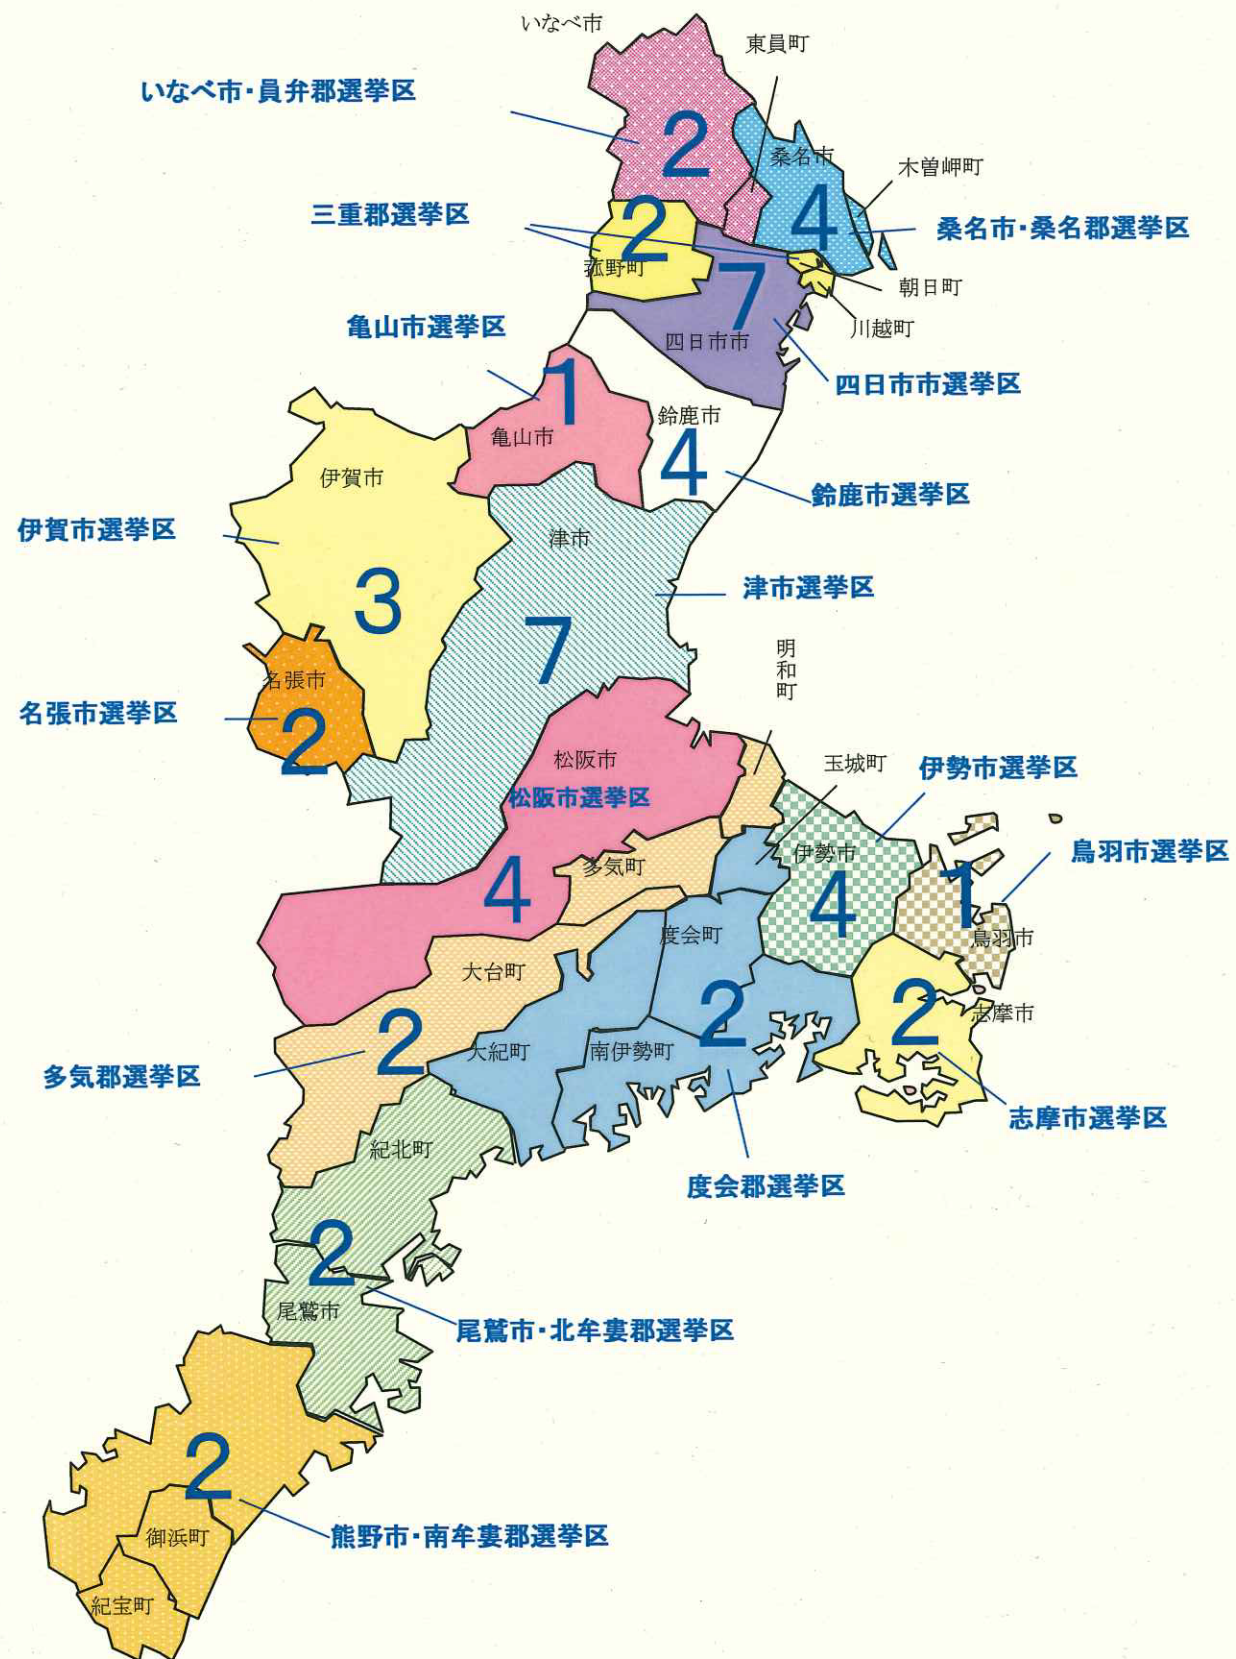 いなべ市
東員町
いなべ市・員弁郡選挙区
2
桑名市
木曽岬町
三重郡選挙区
2
4
桑名市・桑名郡選挙区
菰野町
7
朝日町
亀山市選挙区
川越町
四日市市
四日市市選挙区
1
鈴鹿市
亀山市
4
伊賀市
鈴鹿市選挙区
伊賀市選挙区
津市
3
津市選挙区
7
明和町
名張市
名張市選挙区
2
松阪市
玉城町
伊勢市選挙区
松阪市選挙区
伊勢市
鳥羽市選挙区
多気町
4
4
1
度会町
鳥羽市
大台町
2
2
2
志摩市
大紀町
南伊勢町
多気郡選挙区
志摩市選挙区
紀北町
度会郡選挙区
2
尾鷲市
尾鷲市・北牟婁郡選挙区
2
御浜町
熊野市・南牟婁郡選挙区
紀宝町